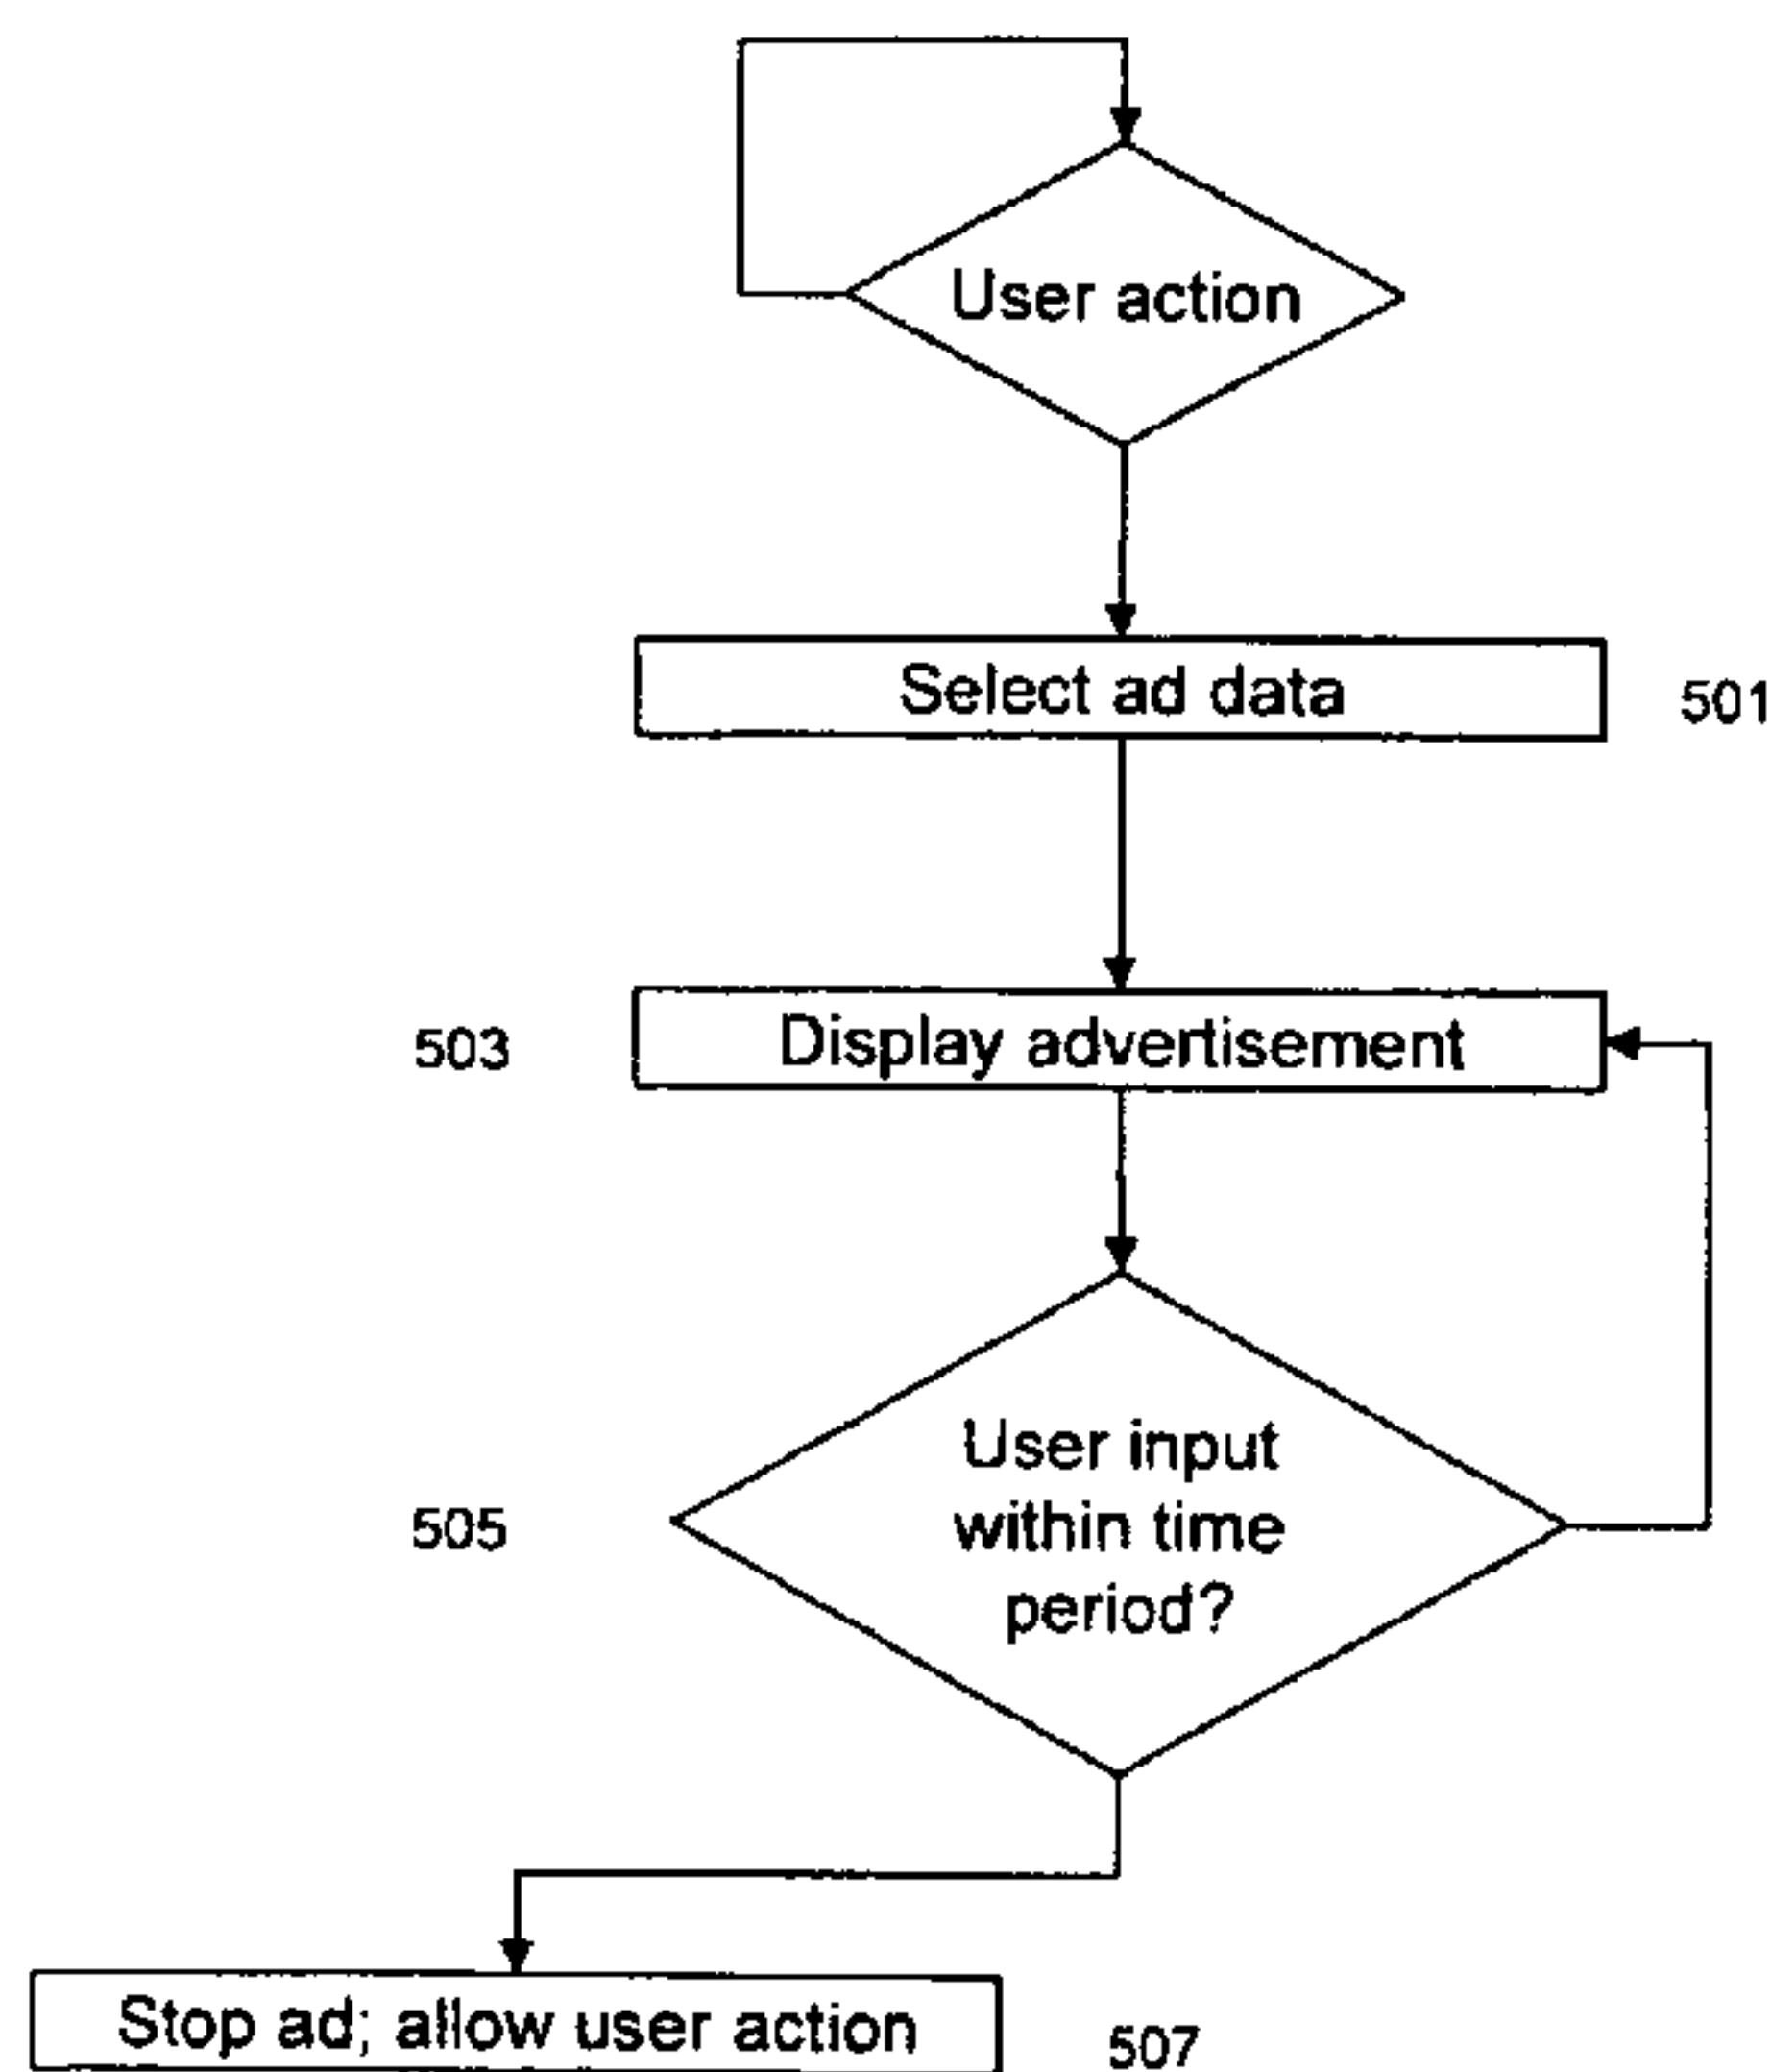 User action
Select ad data
501
503
Display advertisement
505
User input
within time
period?
Stop ad; allow user action
507